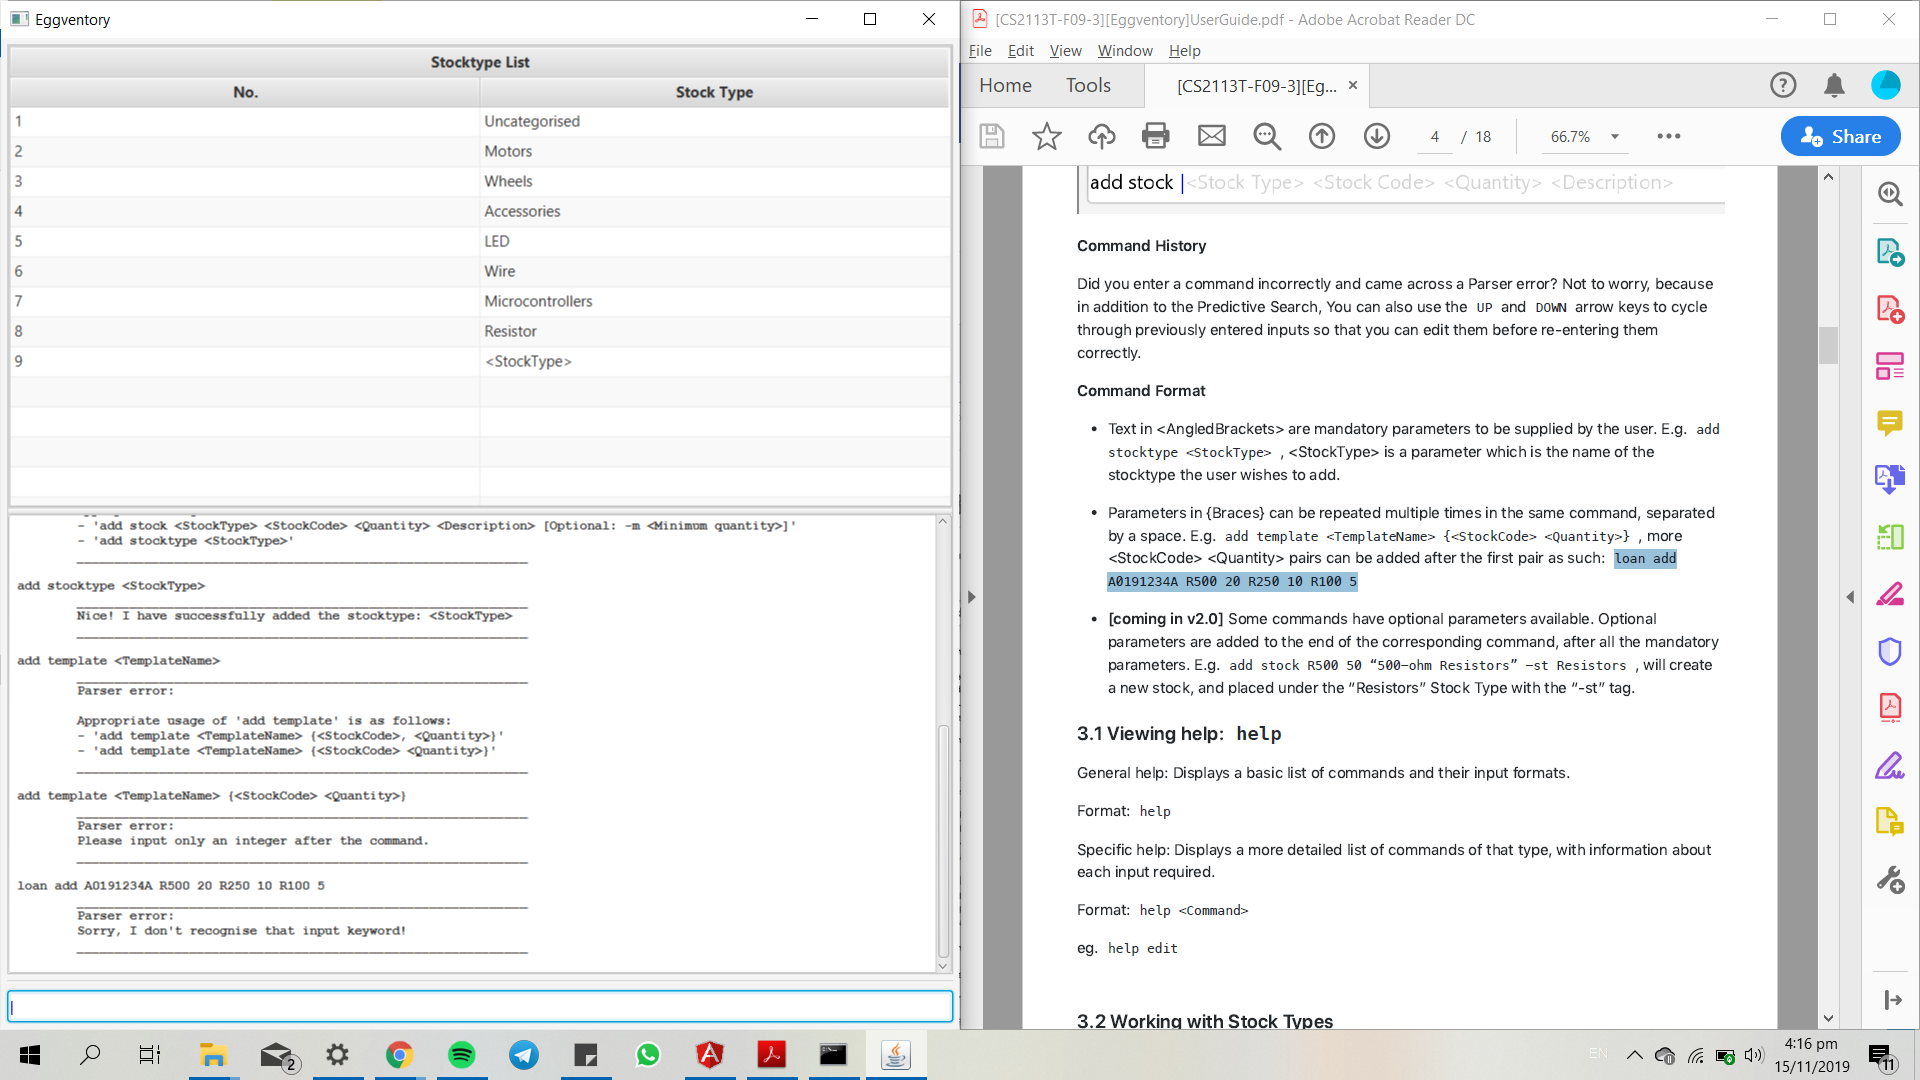 Eggventory
Stocktype List
No. Stock Type
1 Uncategorised
2 Motors
3 Wheels
4 Accessories
5 LED
6 Wire
7 Microcontrollers
8 Resistor
9 <StockType>
- 'add stock <StockType> <StockCode> <Quantity> <Description> [Optional: -m <Minimum quantity>]'
- 'add stocktype <StockType>'
add stocktype <StockType>
Nice! I have successfully added the stocktype: <StockType>
add template <TemplateName>
Parser error:
Appropriate usage of 'add template' is as follows:
- 'add template <TemplateName> {<StockCode>, <Quantity>}'
- 'add template <TemplateName> {<StockCode> <Quantity>}'
add template <TemplateName> {<StockCode> <Quantity>}
Parser error:
Please input only an integer after the command.
loan add A0191234A R500 20 R250 10 R100 5
Parser error:
Sorry, I don't recognise that input keyword!
[CS2113T-F09-3][Eggventory]UserGuide.pdf - Adobe Acrobat Reader DC
File Edit View Window Help
Home Tools [CS2113T-F09-3][Eg... ×
4 / 18 66.7% Share
add stock <Stock Type> <Stock Code> <Quantity> <Description>
Command History
Did you enter a command incorrectly and came across a Parser error? Not to worry, because
in addition to the Predictive Search, You can also use the UP and DOWN arrow keys to cycle
through previously entered inputs so that you can edit them before re-entering them
correctly.
Command Format
• Text in <AngledBrackets> are mandatory parameters to be supplied by the user. E.g. add
stocktype <StockType> , <StockType> is a parameter which is the name of the
stocktype the user wishes to add.
• Parameters in {Braces} can be repeated multiple times in the same command, separated
by a space. E.g. add template <TemplateName> {<StockCode> <Quantity>} , more
<StockCode> <Quantity> pairs can be added after the first pair as such: loan add
A0191234A R500 20 R250 10 R100 5
• [coming in v2.0] Some commands have optional parameters available. Optional
parameters are added to the end of the corresponding command, after all the mandatory
parameters. E.g. add stock R500 50 “500-ohm Resistors” -st Resistors , will create
a new stock, and placed under the “Resistors” Stock Type with the “-st” tag.
3.1 Viewing help: help
General help: Displays a basic list of commands and their input formats.
Format: help
Specific help: Displays a more detailed list of commands of that type, with information about
each input required.
Format: help <Command>
eg. help edit
3.2 Working with Stock Types
2
EN
4:16 pm
15/11/2019
11